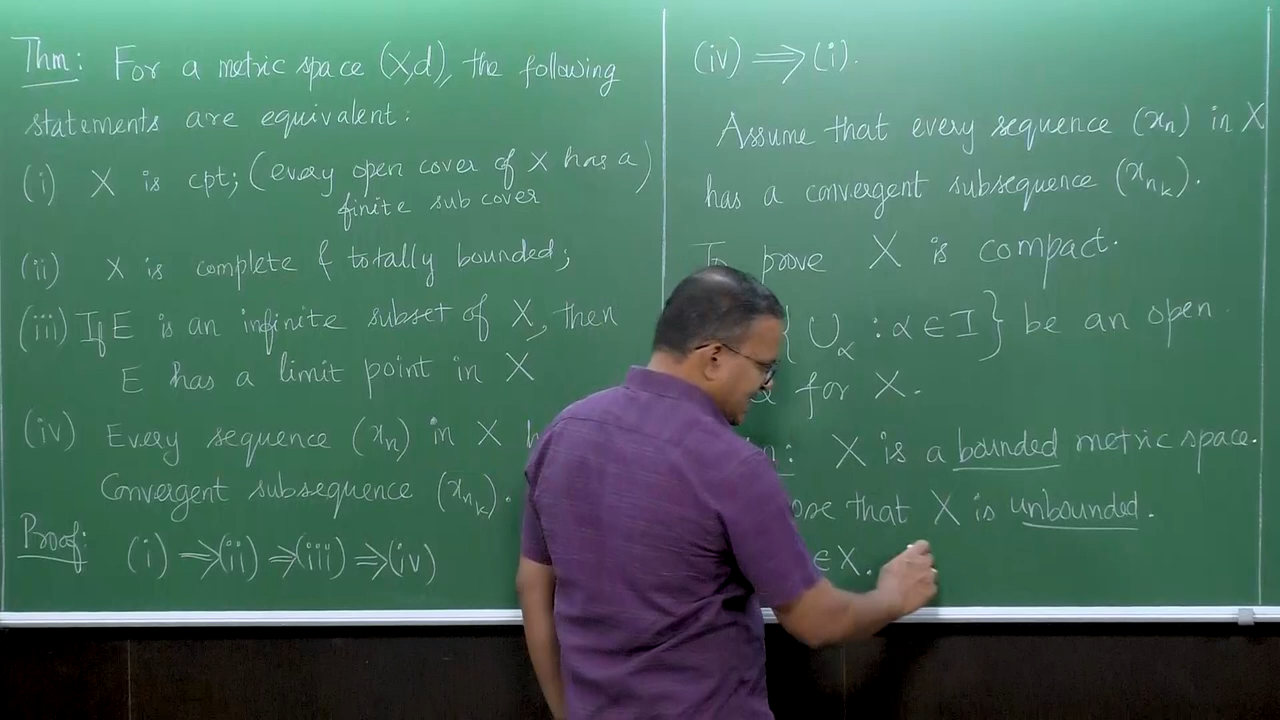 Thm: For a metric space (X,d), the following
statements are equivalent:
(i) X is cpt; (every open cover of X has a
finite sub cover)
(ii) X is complete & totally bounded;
(iii) If E is an infinite subset of X, then
E has a limit point in X
(iv) Every sequence (xₙ) in X
Convergent subsequence (xₙₖ).
Proof: (i) ⟹ (ii) ⟹ (iii) ⟹ (iv)
(iv) ⟹ (i).
Assume that every sequence (xₙ) in X
has a convergent subsequence (xₙₖ).
To prove X is compact.
{U_α : α ∈ I} be an open
for X.
X is a bounded metric space.
that X is unbounded.
∈ X.